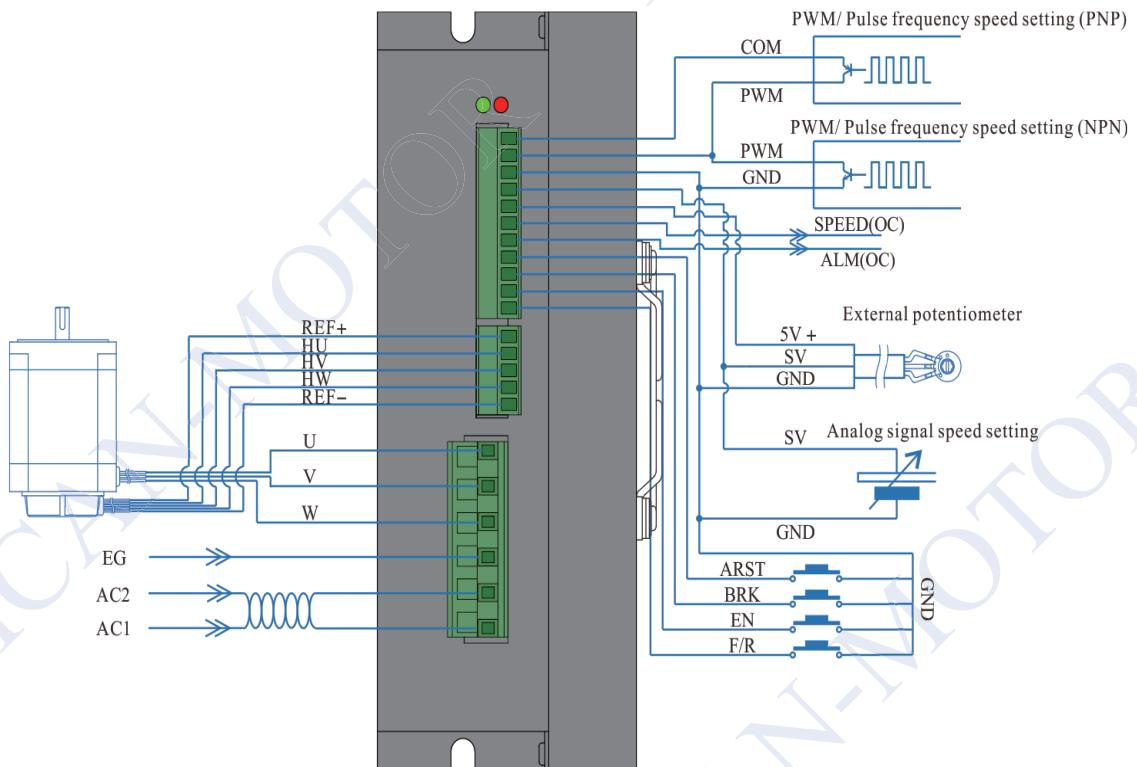 PWM/ Pulse frequency speed setting (PNP)
COM
PWM
PWM/ Pulse frequency speed setting (NPN)
PWM
GND
SPEED(OC)
ALM(OC)
External potentiometer
5V +
SV
GND
Analog signal speed setting
SV
GND
ARST
BRK
EN
F/R
GND
REF+
HU
HV
HW
REF-
U
V
W
EG
AC2
AC1
ICAN-MOTOR
CAN-MOTOR